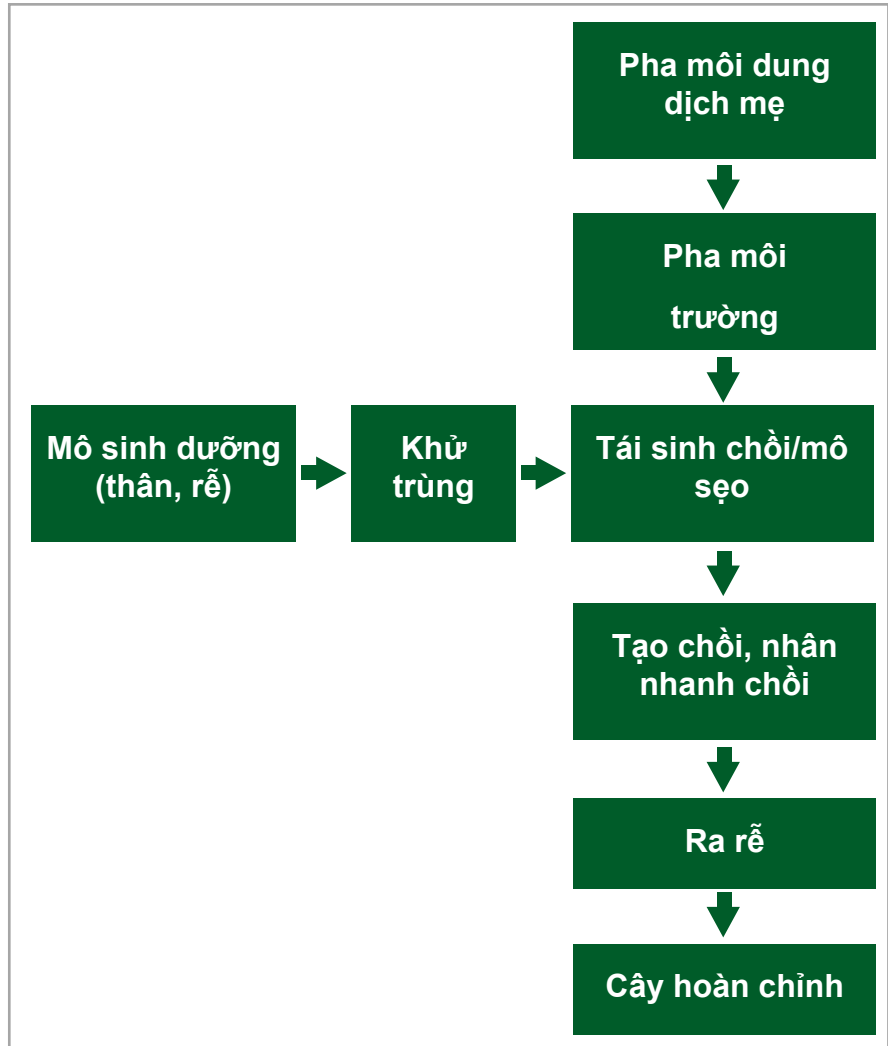 Pha môi dung
dịch mẹ
Pha môi
trường
Mô sinh dưỡng
(thân, rễ)
Khử
trùng
Tái sinh chồi/mô
sẹo
Tạo chồi, nhân
nhanh chồi
Ra rễ
Cây hoàn chỉnh